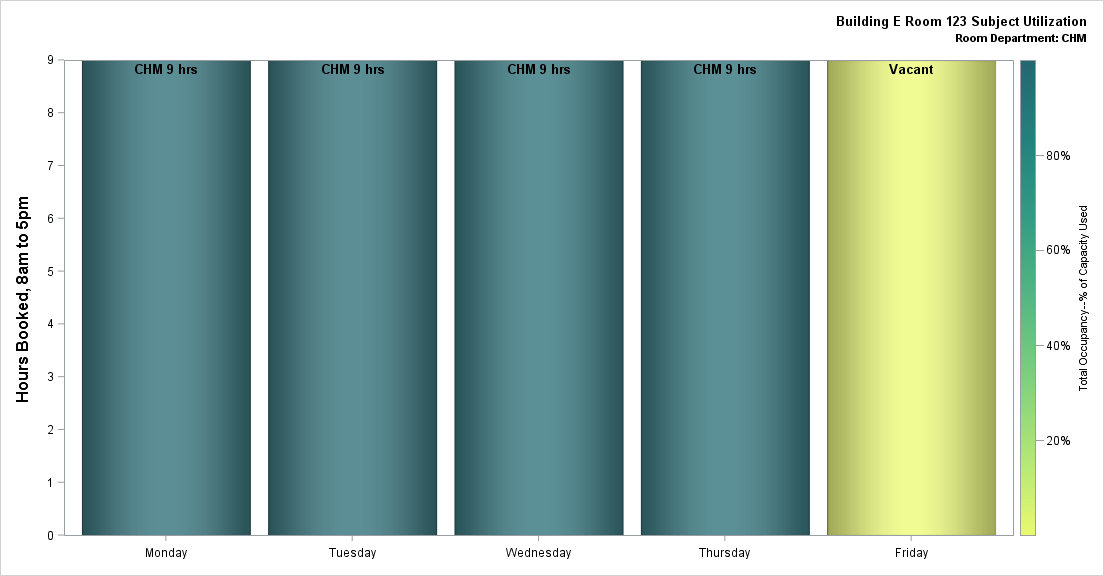 Building E Room 123 Subject Utilization
Room Department: CHM
Hours Booked, 8am to 5pm
9
8
7
6
5
4
3
2
1
0
CHM 9 hrs
CHM 9 hrs
CHM 9 hrs
CHM 9 hrs
Vacant
Monday
Tuesday
Wednesday
Thursday
Friday
80%
60%
40%
20%
Total Occupancy--% of Capacity Used